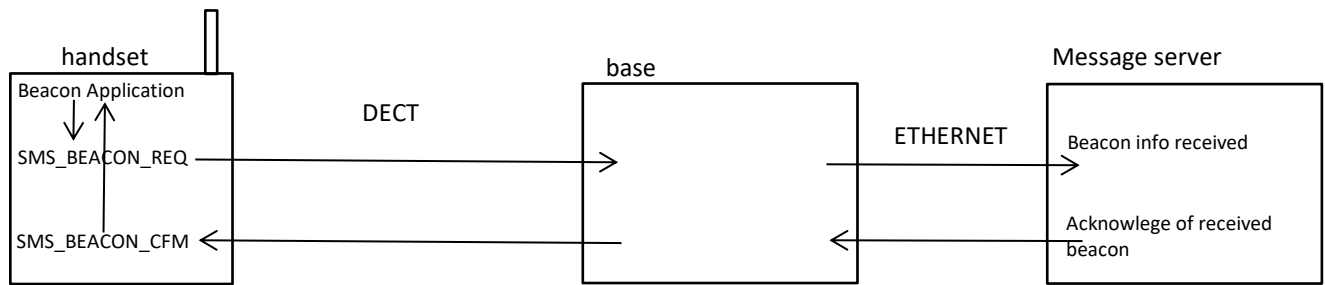 handset
Beacon Application
SMS_BEACON_REQ
SMS_BEACON_CFM
DECT
base
ETHERNET
Message server
Beacon info received
Acknowlege of received
beacon